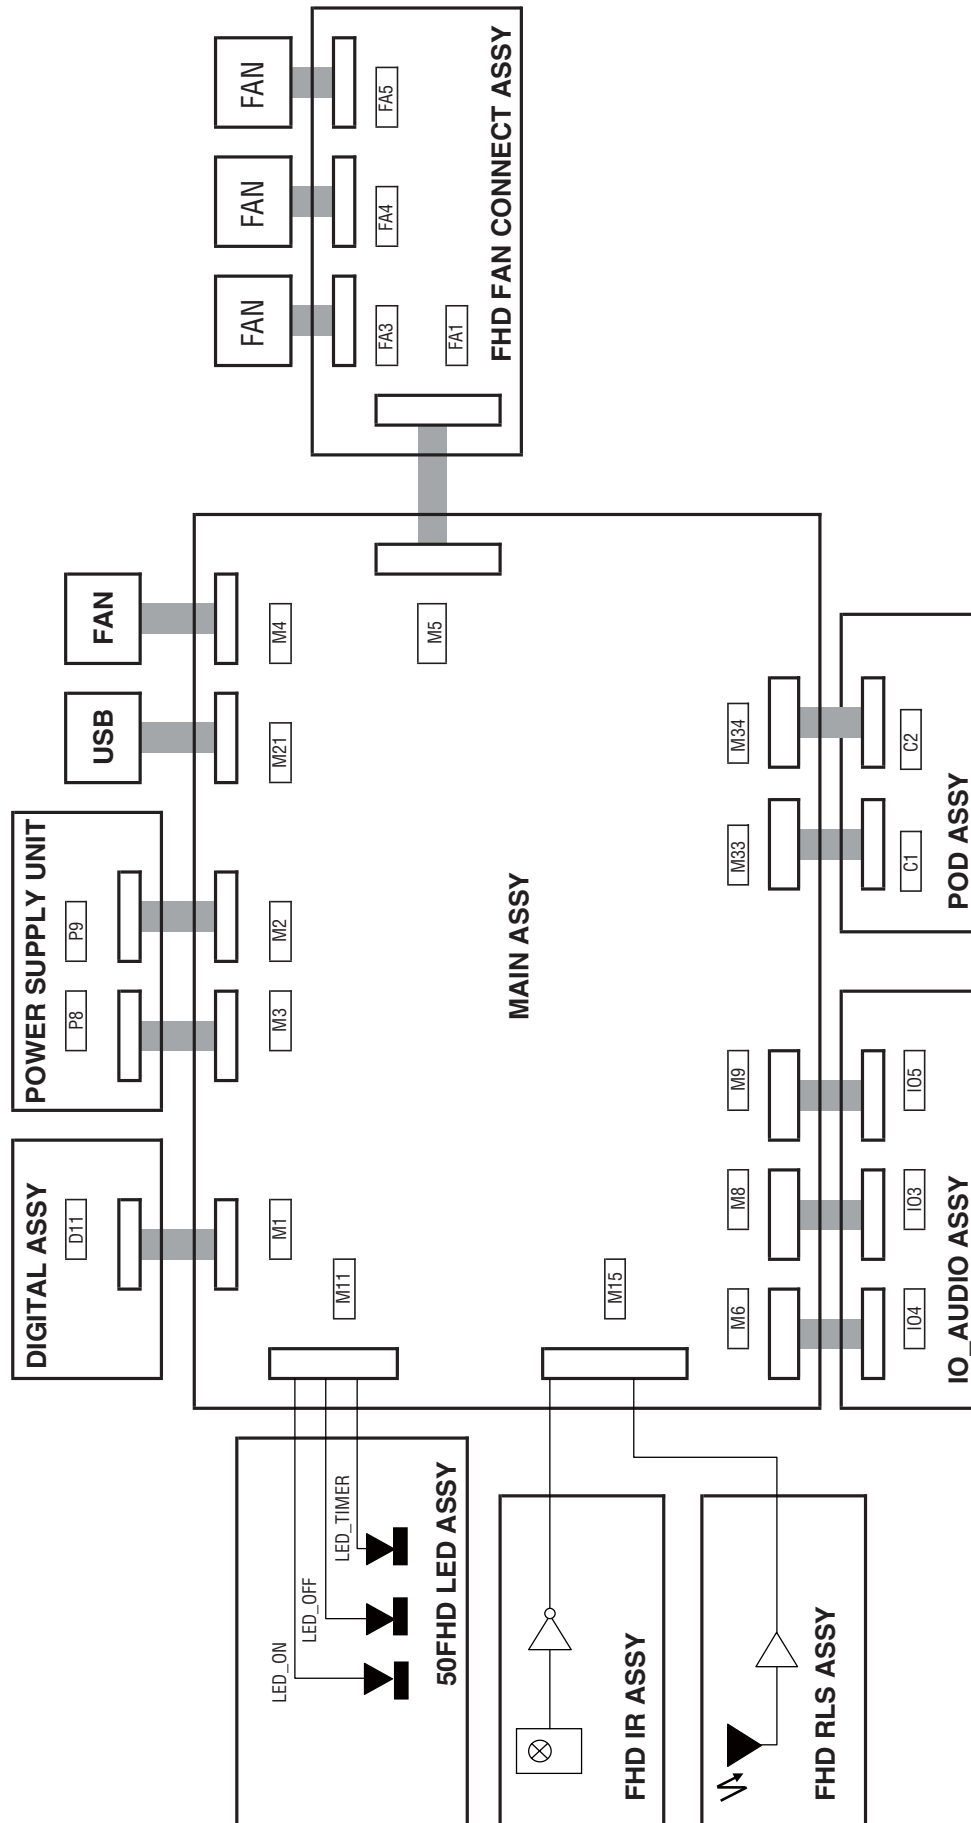 FAN
FAN
FAN
FA5
FA4
FA3
FA1
FHD FAN CONNECT ASSY
FAN
USB
M4
M21
M5
POWER SUPPLY UNIT
P9
P8
M2
M3
DIGITAL ASSY
D11
M1
M11
M15
MAIN ASSY
M34
M33
C2
C1
POD ASSY
M9
M8
M6
IO5
IO3
IO4
IO_AUDIO ASSY
LED_TIMER
LED_OFF
LED_ON
50FHD LED ASSY
FHD IR ASSY
FHD RLS ASSY